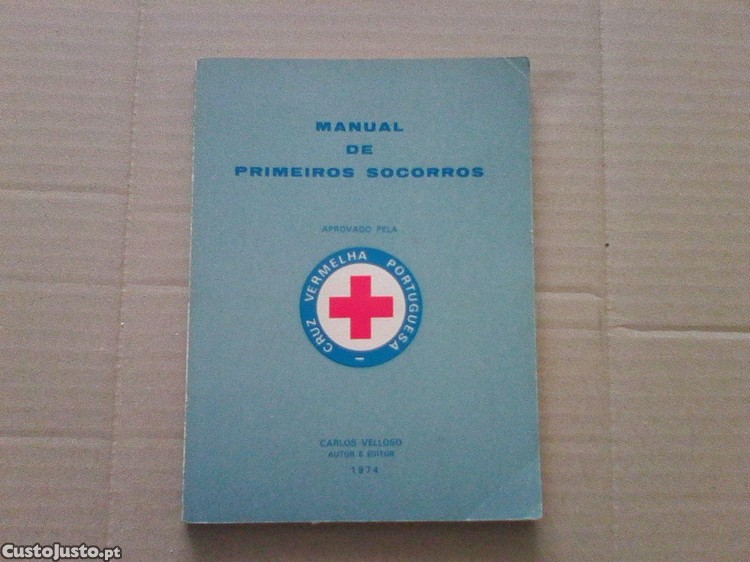 MANUAL
DE
PRIMEIROS SOCORROS
APROVADO PELA
CRUZ VERMELHA PORTUGUESA
CARLOS VELLOSO
AUTOR E EDITOR
1974
CustoJusto.pt